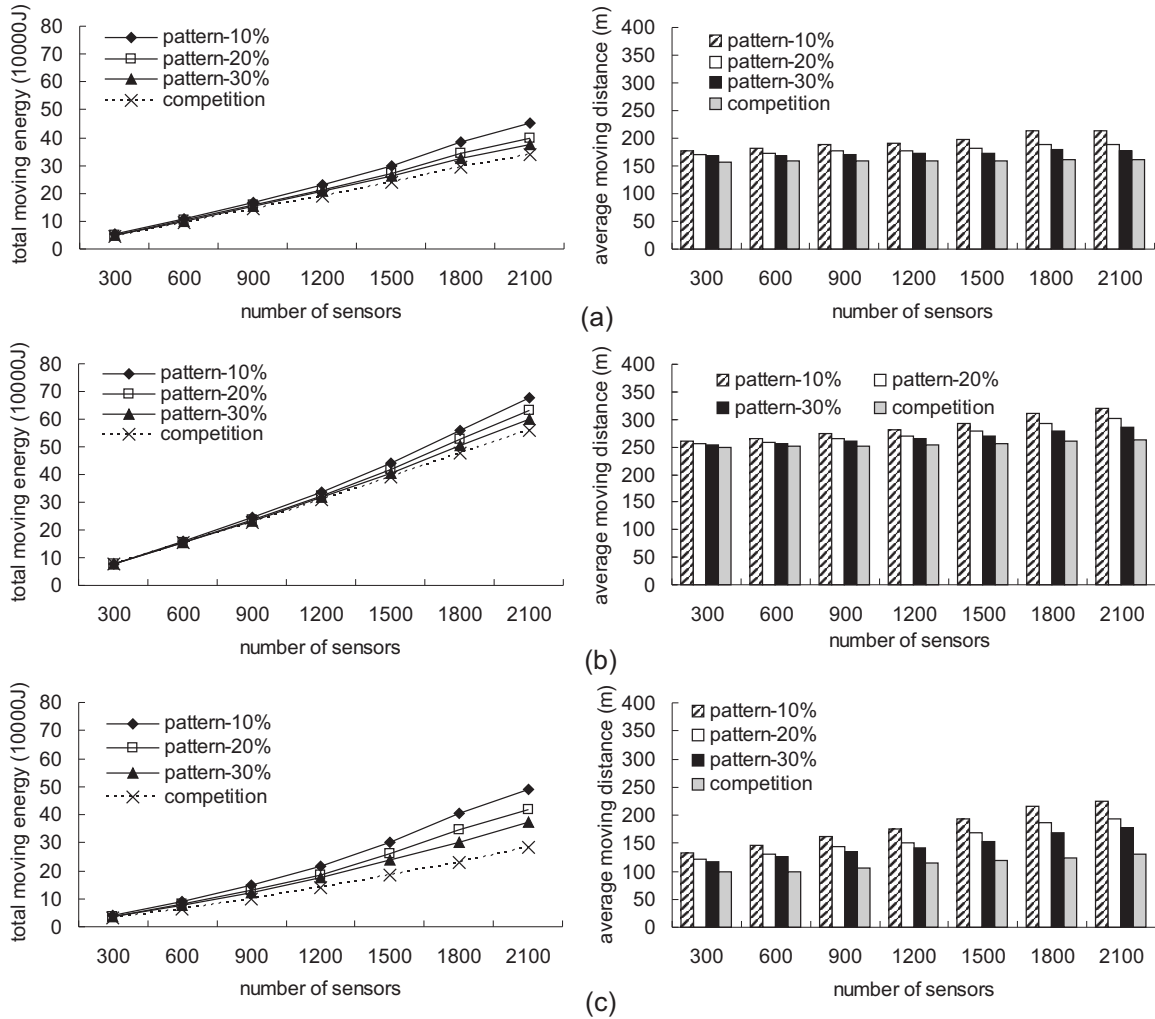 total moving energy (10000J)
80
70
60
50
40
30
20
10
0
pattern-10%
pattern-20%
pattern-30%
competition
300 600 900 1200 1500 1800 2100
number of sensors
average moving distance (m)
400
350
300
250
200
150
100
50
0
pattern-10%
pattern-20%
pattern-30%
competition
300 600 900 1200 1500 1800 2100
number of sensors
(a)
total moving energy (10000J)
80
70
60
50
40
30
20
10
0
pattern-10%
pattern-20%
pattern-30%
competition
300 600 900 1200 1500 1800 2100
number of sensors
average moving distance (m)
400
350
300
250
200
150
100
50
0
pattern-10% pattern-20%
pattern-30% competition
300 600 900 1200 1500 1800 2100
number of sensors
(b)
total moving energy (10000J)
80
70
60
50
40
30
20
10
0
pattern-10%
pattern-20%
pattern-30%
competition
300 600 900 1200 1500 1800 2100
number of sensors
average moving distance (m)
400
350
300
250
200
150
100
50
0
pattern-10%
pattern-20%
pattern-30%
competition
300 600 900 1200 1500 1800 2100
number of sensors
(c)